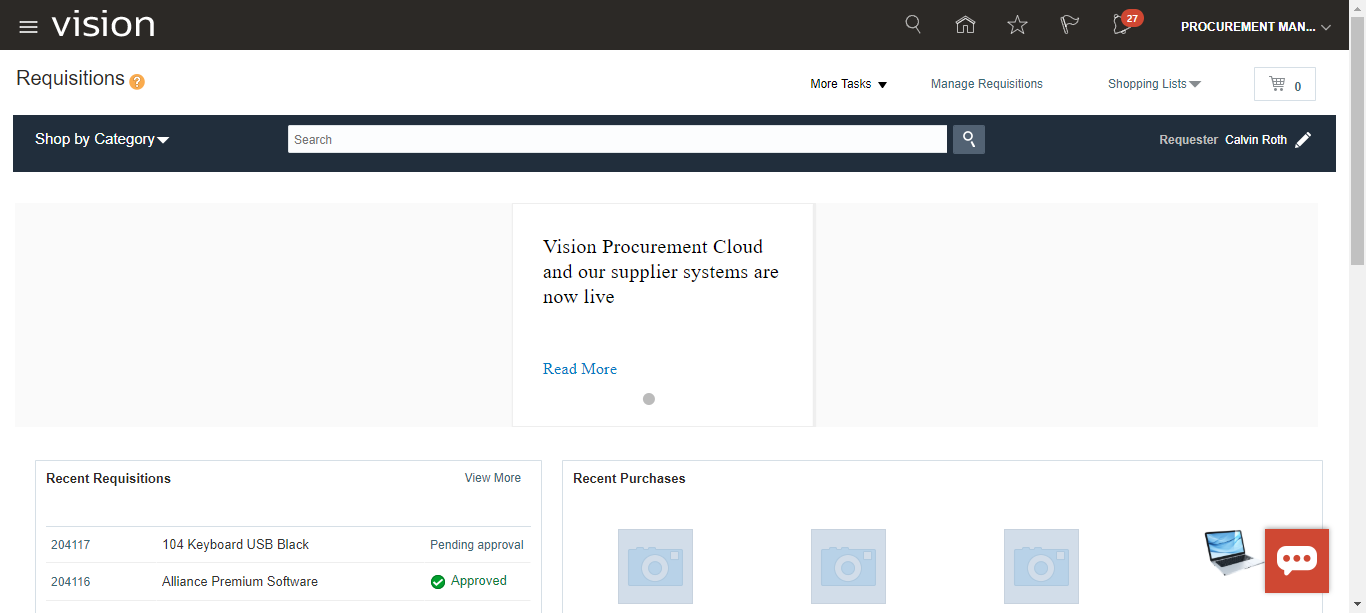 vision
27
PROCUREMENT MAN...
Requisitions ?
More Tasks
Manage Requisitions
Shopping Lists
0
Shop by Category
Search
Requester Calvin Roth
Vision Procurement Cloud
and our supplier systems are
now live
Read More
Recent Requisitions
View More
204117 104 Keyboard USB Black Pending approval
204116 Alliance Premium Software Approved
Recent Purchases